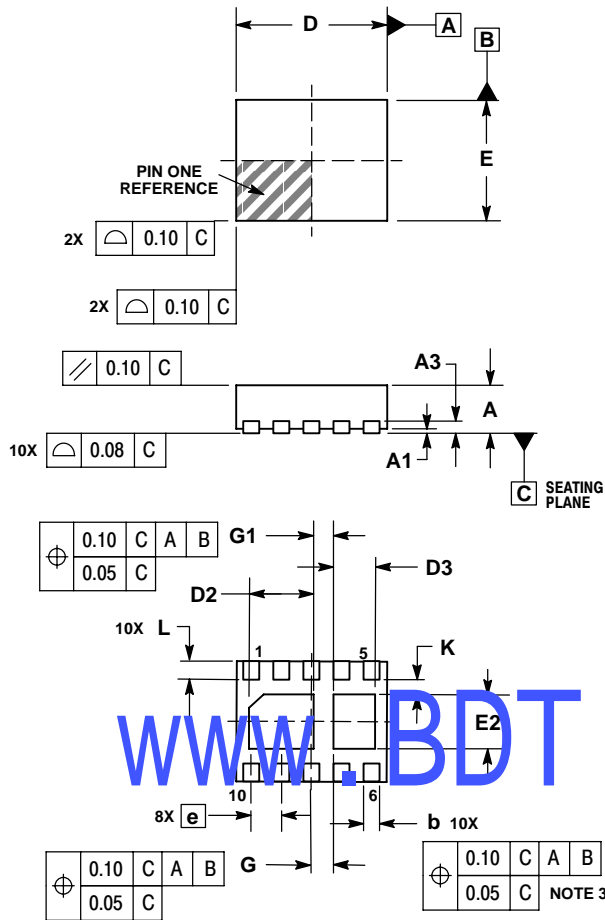 D
A
B
E
PIN ONE
REFERENCE
2X ⌓ 0.10 C
2X ⌓ 0.10 C
// 0.10 C
A3
A
10X ⌓ 0.08 C
A1
C SEATING
PLANE
⌖ 0.10 C A B
0.05 C
G1
D3
D2
10X L
1
5
K
E2
www.BDT
10
6
8X e
b 10X
⌖ 0.10 C A B
0.05 C
G
⌖ 0.10 C A B
0.05 C NOTE 3